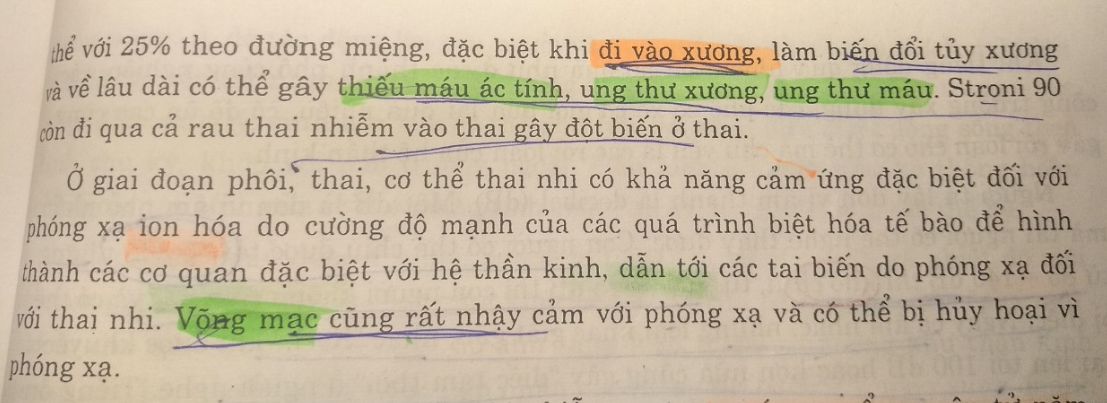 thể với 25% theo đường miệng, đặc biệt khi đi vào xương, làm biến đổi tủy xương
và về lâu dài có thể gây thiếu máu ác tính, ung thư xương, ung thư máu. Stroni 90
còn đi qua cả rau thai nhiễm vào thai gây đột biến ở thai.
Ở giai đoạn phôi, thai, cơ thể thai nhi có khả năng cảm ứng đặc biệt đối với
phóng xạ ion hóa do cường độ mạnh của các quá trình biệt hóa tế bào để hình
thành các cơ quan đặc biệt với hệ thần kinh, dẫn tới các tai biến do phóng xạ đối
với thai nhi. Võng mạc cũng rất nhậy cảm với phóng xạ và có thể bị hủy hoại vì
phóng xạ.